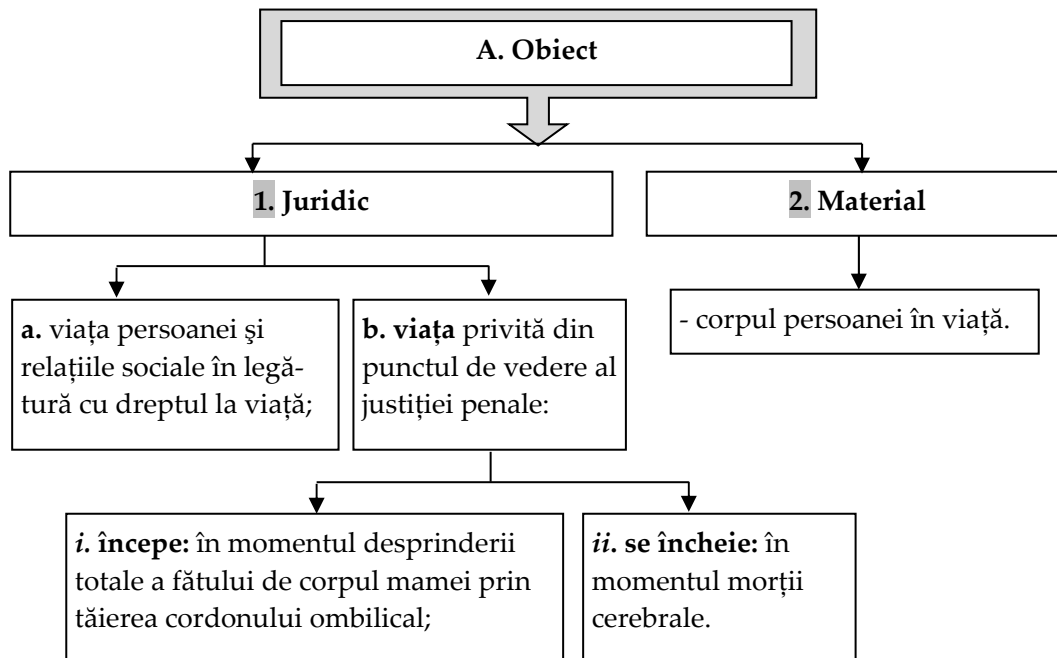 A. Obiect
1. Juridic
2. Material
a. viața persoanei şi
relațiile sociale în legă-
tură cu dreptul la viață;
b. viața privită din
punctul de vedere al
justiției penale:
- corpul persoanei în viață.
i. începe: în momentul desprinderii
totale a fătului de corpul mamei prin
tăierea cordonului ombilical;
ii. se încheie: în
momentul morții
cerebrale.